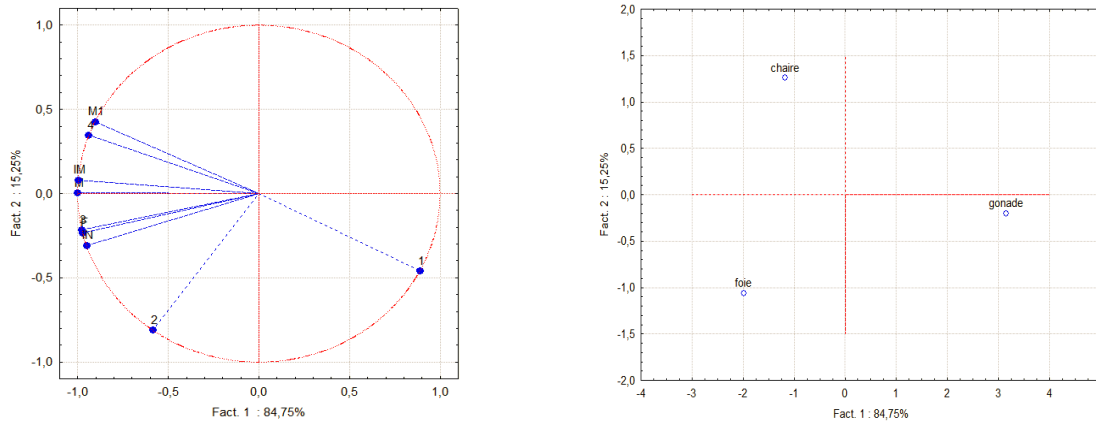 1,0
0,5
0,0
-0,5
-1,0
Fact. 2 : 15,25%
M1
4
IM
M
8
IN
2
1
-1,0 -0,5 0,0 0,5 1,0
Fact. 1 : 84,75%
2,0
1,5
1,0
0,5
0,0
-0,5
-1,0
-1,5
-2,0
Fact. 2 : 15,25%
chaire
gonade
foie
-4 -3 -2 -1 0 1 2 3 4 5
Fact. 1 : 84,75%